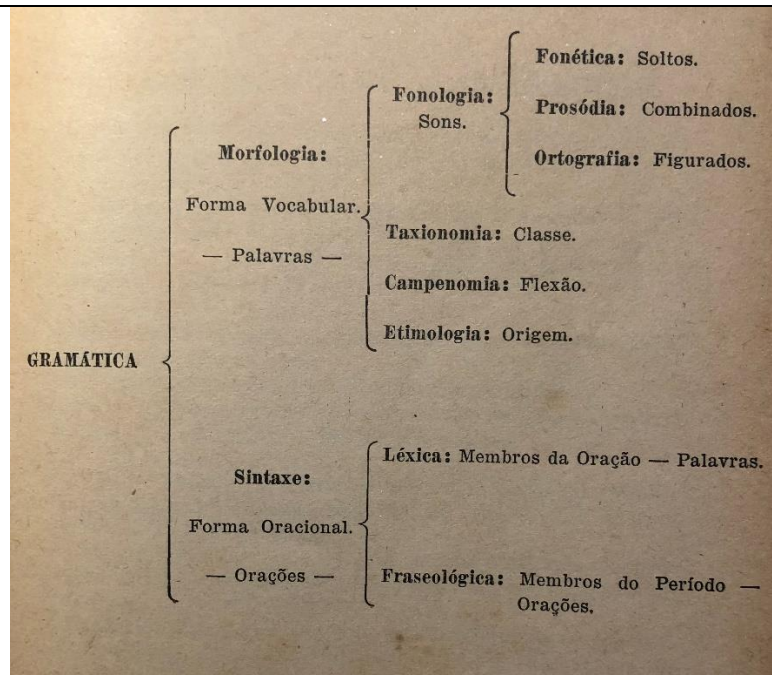 Fonética: Soltos.
Fonologia:
Sons.
Prosódia: Combinados.
Ortografia: Figurados.
Morfologia:
Forma Vocabular.
— Palavras —
Taxionomia: Classe.
Campenomia: Flexão.
Etimologia: Origem.
GRAMÁTICA
Sintaxe:
Forma Oracional.
— Orações —
Léxica: Membros da Oração — Palavras.
Fraseológica: Membros do Período —
Orações.